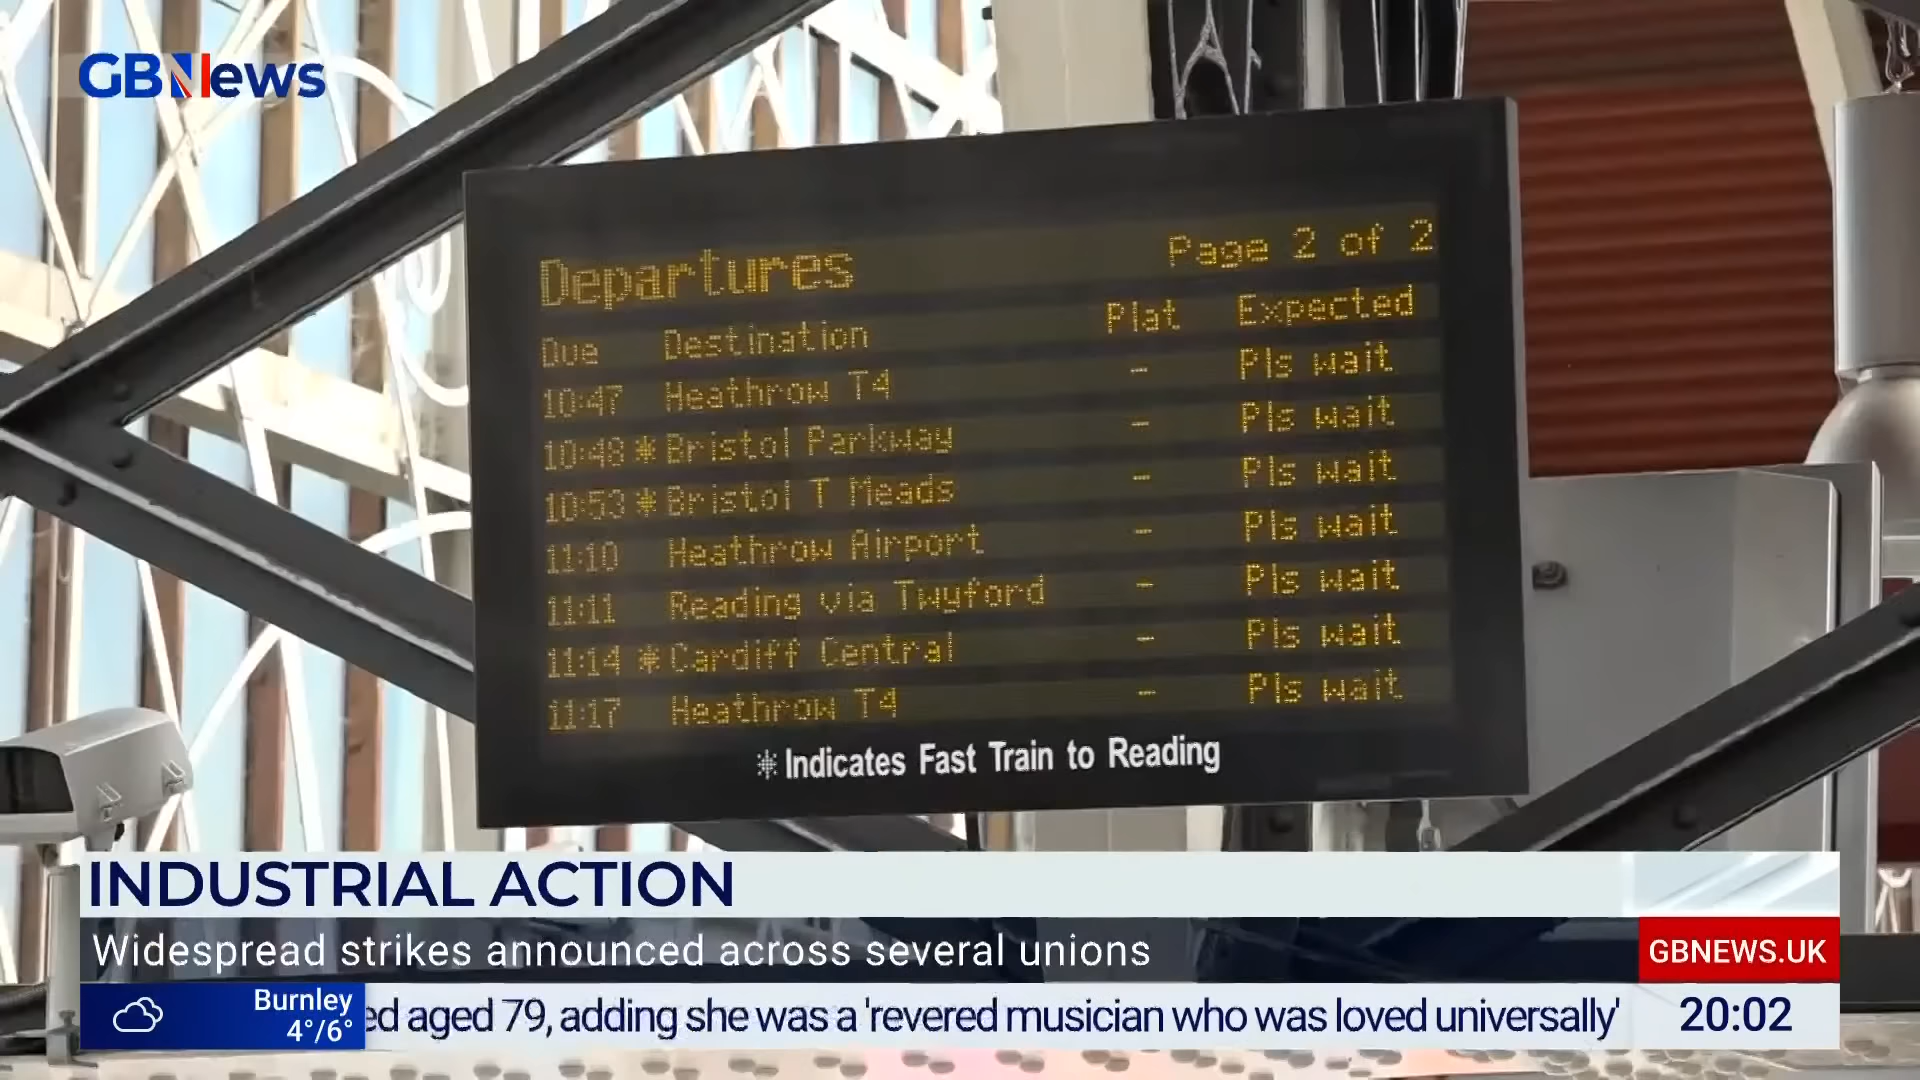 GBNews
Departures Page 2 of 2
Due Destination Plat Expected
10:47 Heathrow T4 - Pls wait
10:48 * Bristol Parkway - Pls wait
10:53 * Bristol T Meads - Pls wait
11:10 Heathrow Airport - Pls wait
11:11 Reading via Twyford - Pls wait
11:14 * Cardiff Central - Pls wait
11:17 Heathrow T4 - Pls wait
* Indicates Fast Train to Reading
INDUSTRIAL ACTION
Widespread strikes announced across several unions
GBNEWS.UK
Burnley
4°/6°
ed aged 79, adding she was a 'revered musician who was loved universally'
20:02